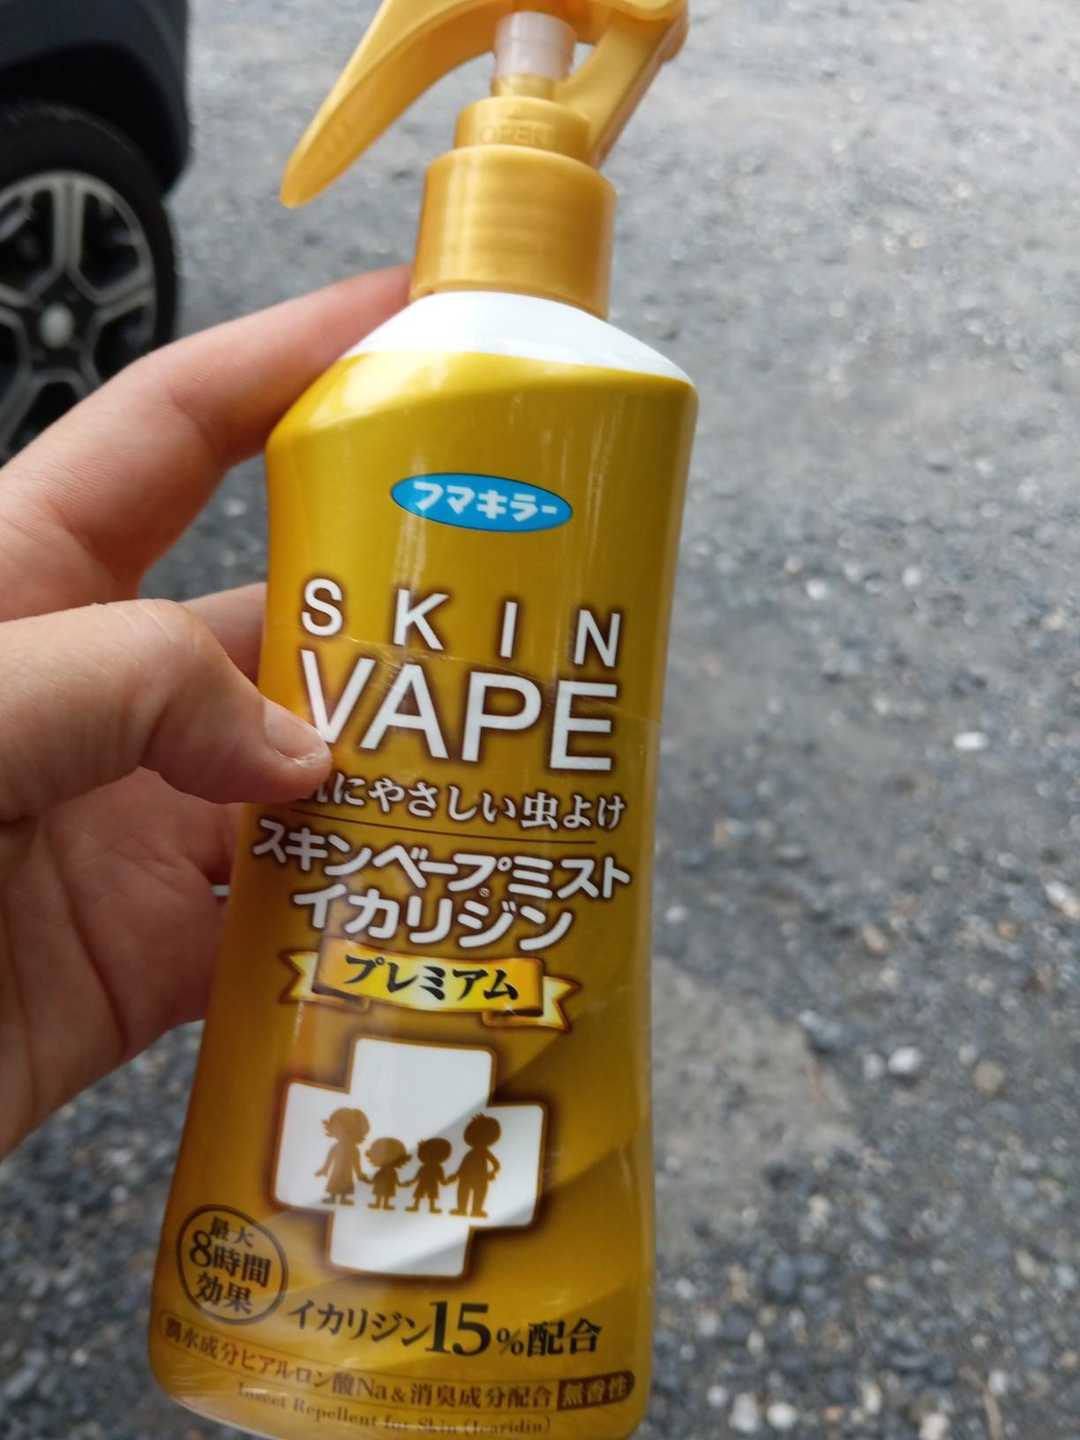 OPEN
フマキラー
SKIN
VAPE
にやさしい虫よけ
スキンベープ®ミスト
イカリジン
プレミアム
最大
8時間
効果
イカリジン15%配合
潤水成分ヒアルロン酸Na&消臭成分配合 無香性
Insect Repellent for Skin (Icaridin)